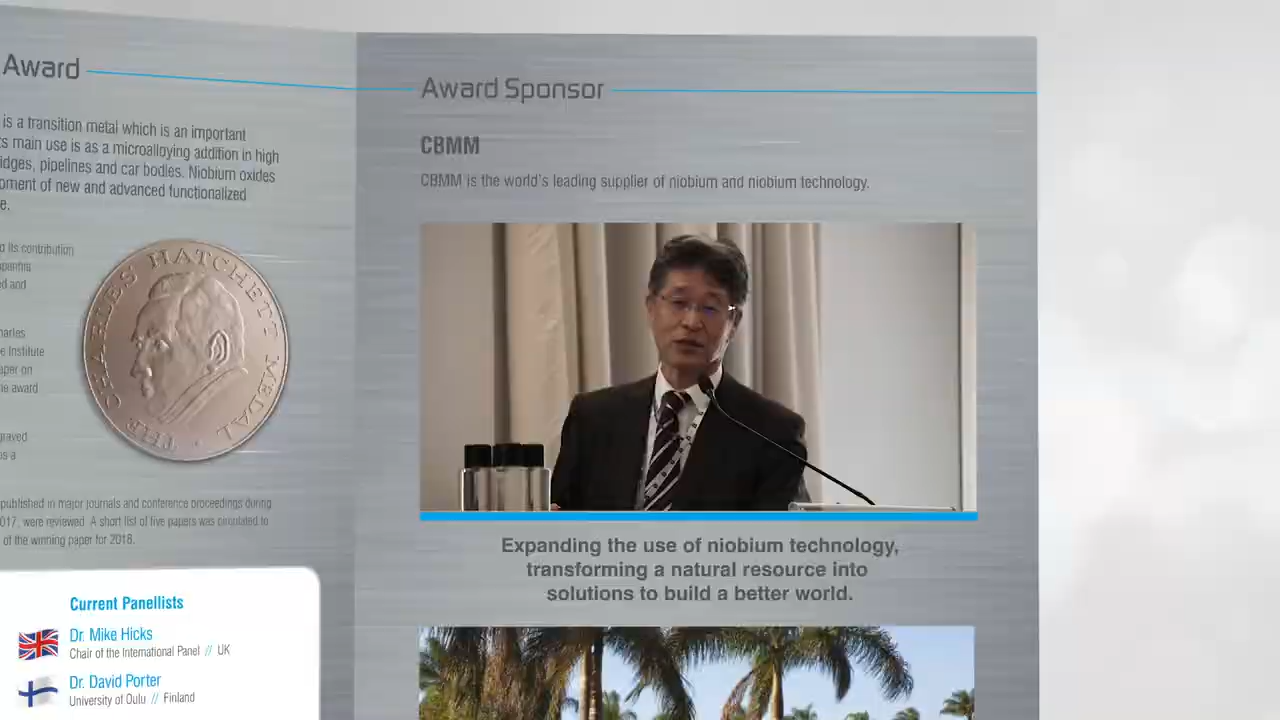 Award
is a transition metal which is an important
s main use is as a microalloying addition in high
idges, pipelines and car bodies. Niobium oxides
oment of new and advanced functionalized
e.
d its contribution
d and
harles
e Institute
aper on
he award
graved
as a
THE CHARLES HATCHETT MEDAL
published in major journals and conference proceedings during
017, were reviewed. A short list of five papers was circulated to
of the winning paper for 2018.
Current Panellists
Dr. Mike Hicks
Chair of the International Panel // UK
Dr. David Porter
University of Oulu // Finland
Award Sponsor
CBMM
CBMM is the world's leading supplier of niobium and niobium technology.
Expanding the use of niobium technology,
transforming a natural resource into
solutions to build a better world.